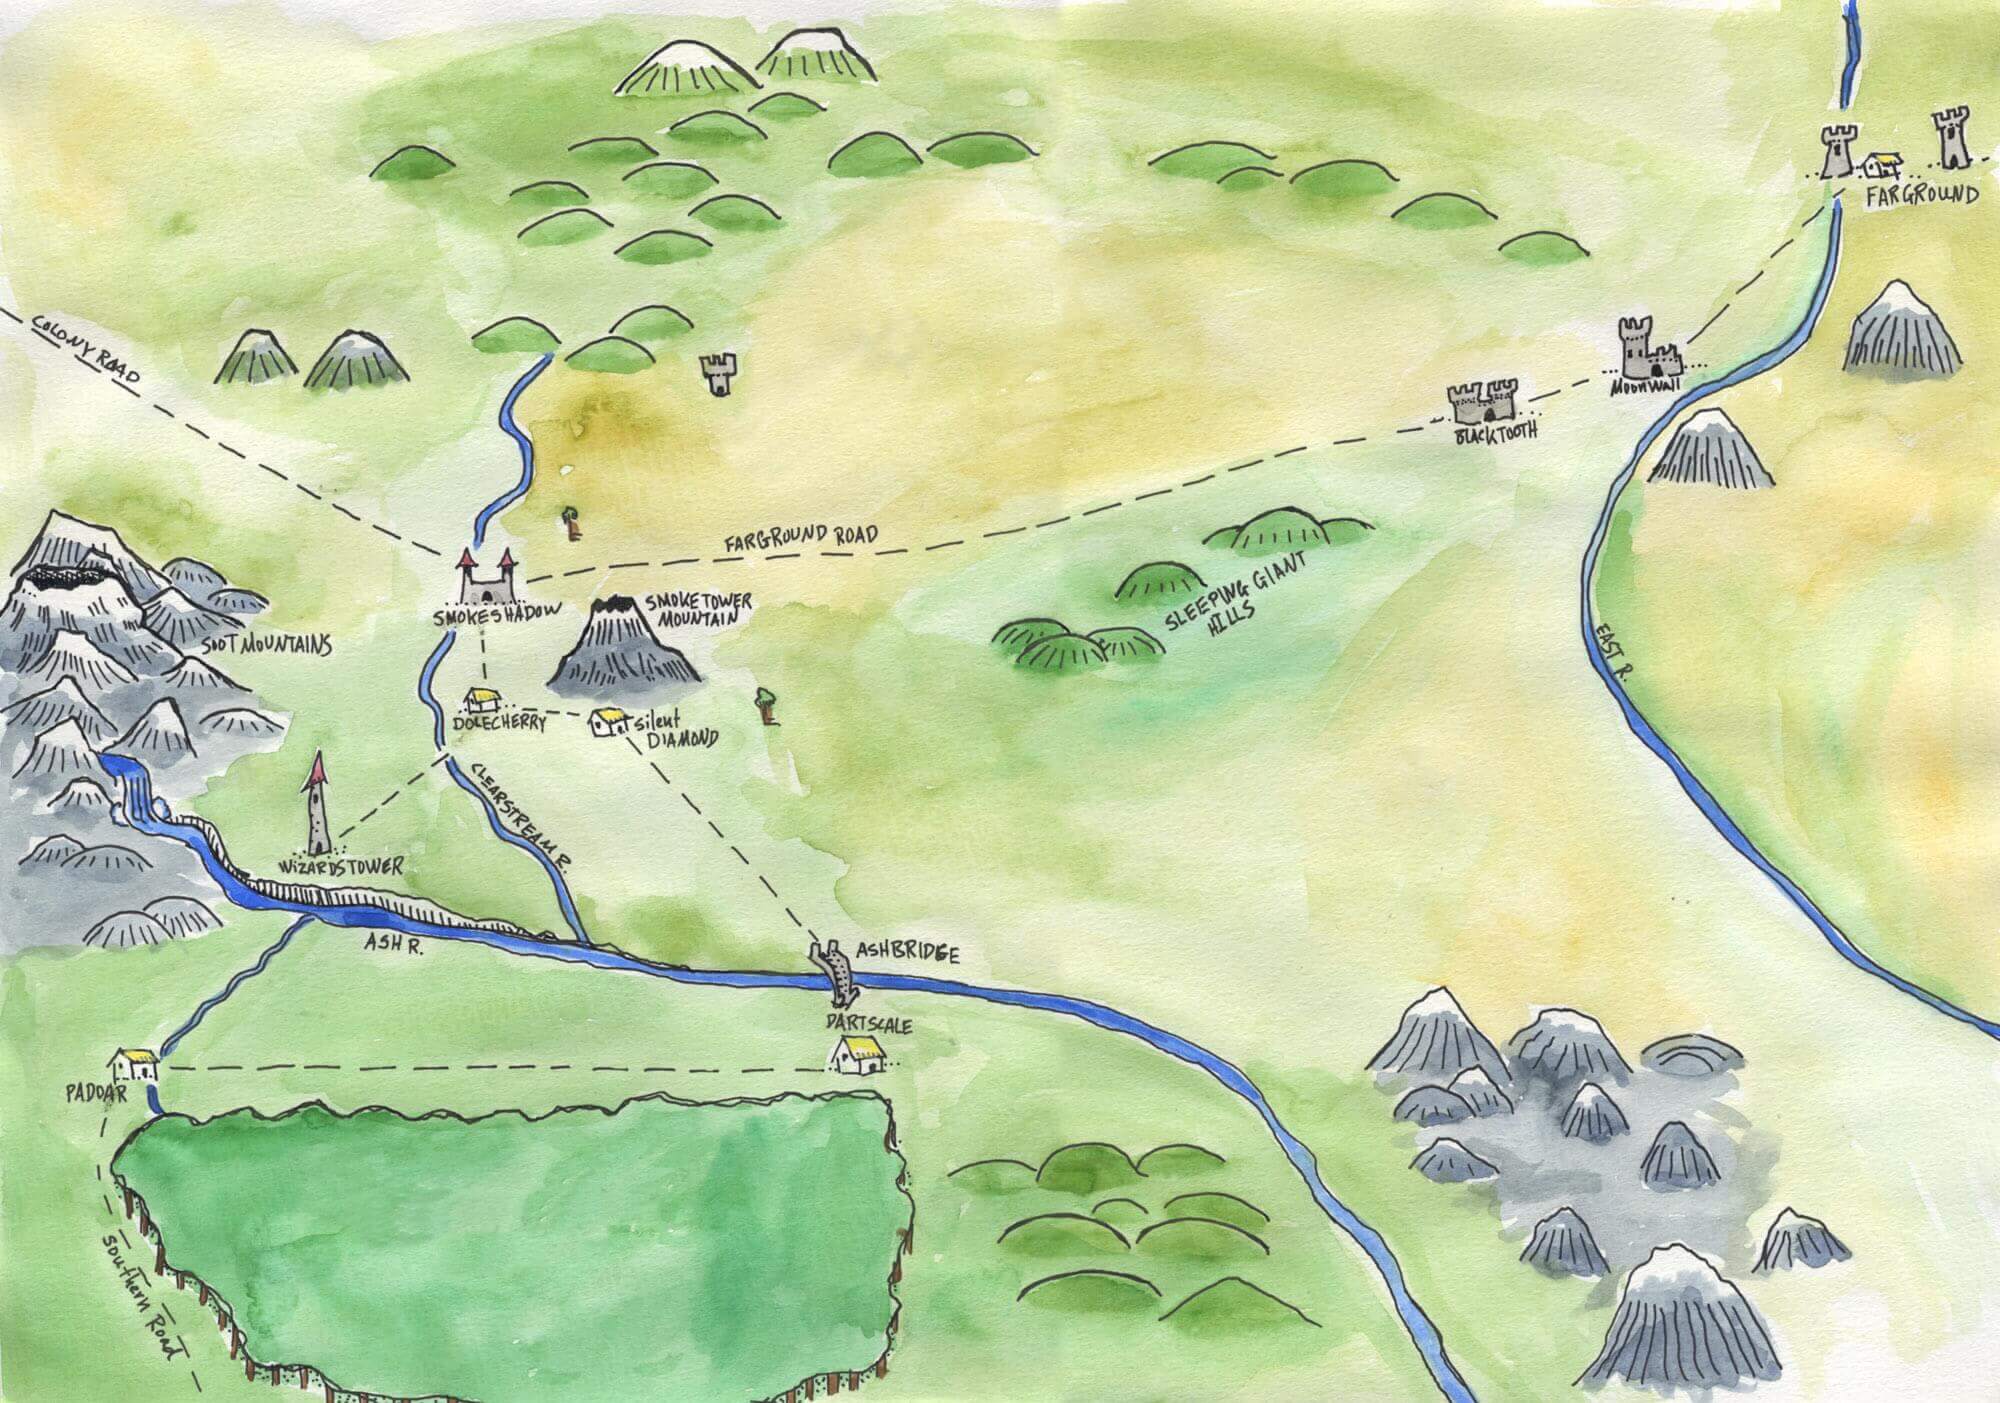 FARGROUND
COLONY ROAD
MOONWALL
BLACKTOOTH
FARGROUND ROAD
SMOKESHADOW
SMOKETOWER
MOUNTAIN
SLEEPING GIANT
HILLS
SOOT MOUNTAINS
EAST R.
DOLECHERRY
Silent
DIAMOND
CLEARSTREAM R.
WIZARDSTOWER
ASH R.
ASHBRIDGE
DARTSCALE
PADDAR
Southern Road